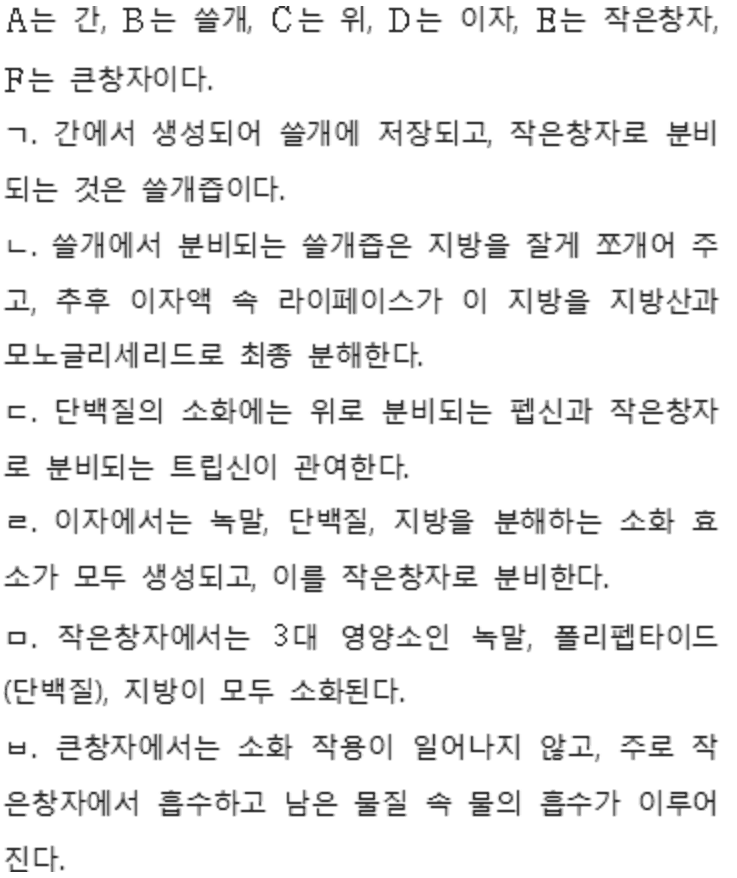 A는 간, B는 쓸개, C는 위, D는 이자, E는 작은창자,
F는 큰창자이다.
ㄱ. 간에서 생성되어 쓸개에 저장되고, 작은창자로 분비
되는 것은 쓸개즙이다.
ㄴ. 쓸개에서 분비되는 쓸개즙은 지방을 잘게 쪼개어 주
고, 추후 이자액 속 라이페이스가 이 지방을 지방산과
모노글리세리드로 최종 분해한다.
ㄷ. 단백질의 소화에는 위로 분비되는 펩신과 작은창자
로 분비되는 트립신이 관여한다.
ㄹ. 이자에서는 녹말, 단백질, 지방을 분해하는 소화 효
소가 모두 생성되고, 이를 작은창자로 분비한다.
ㅁ. 작은창자에서는 3대 영양소인 녹말, 폴리펩타이드
(단백질), 지방이 모두 소화된다.
ㅂ. 큰창자에서는 소화 작용이 일어나지 않고, 주로 작
은창자에서 흡수하고 남은 물질 속 물의 흡수가 이루어
진다.